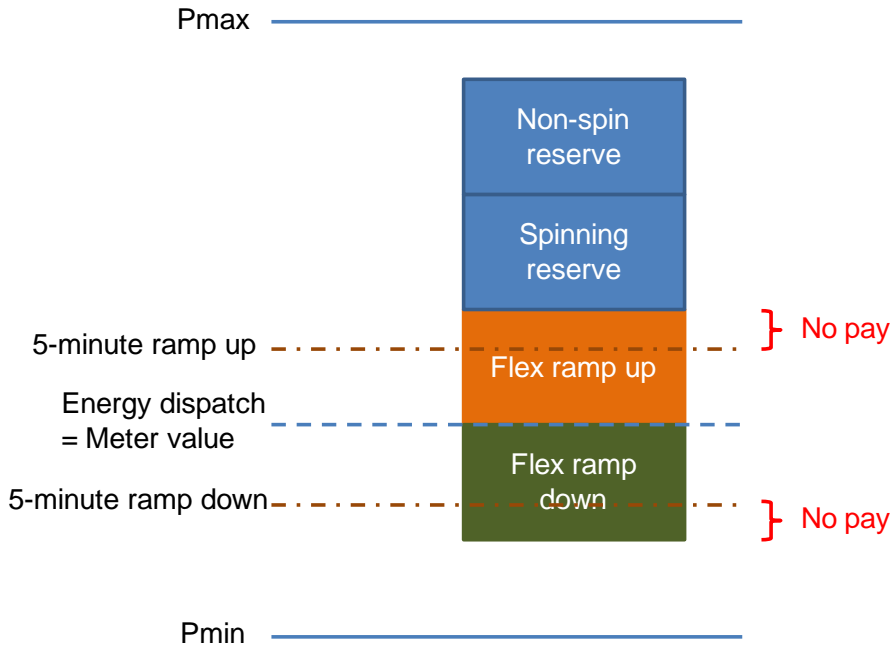 Pmax
Non-spin
reserve
Spinning
reserve
No pay
5-minute ramp up
Flex ramp up
Energy dispatch
= Meter value
Flex ramp
down
5-minute ramp down
No pay
Pmin